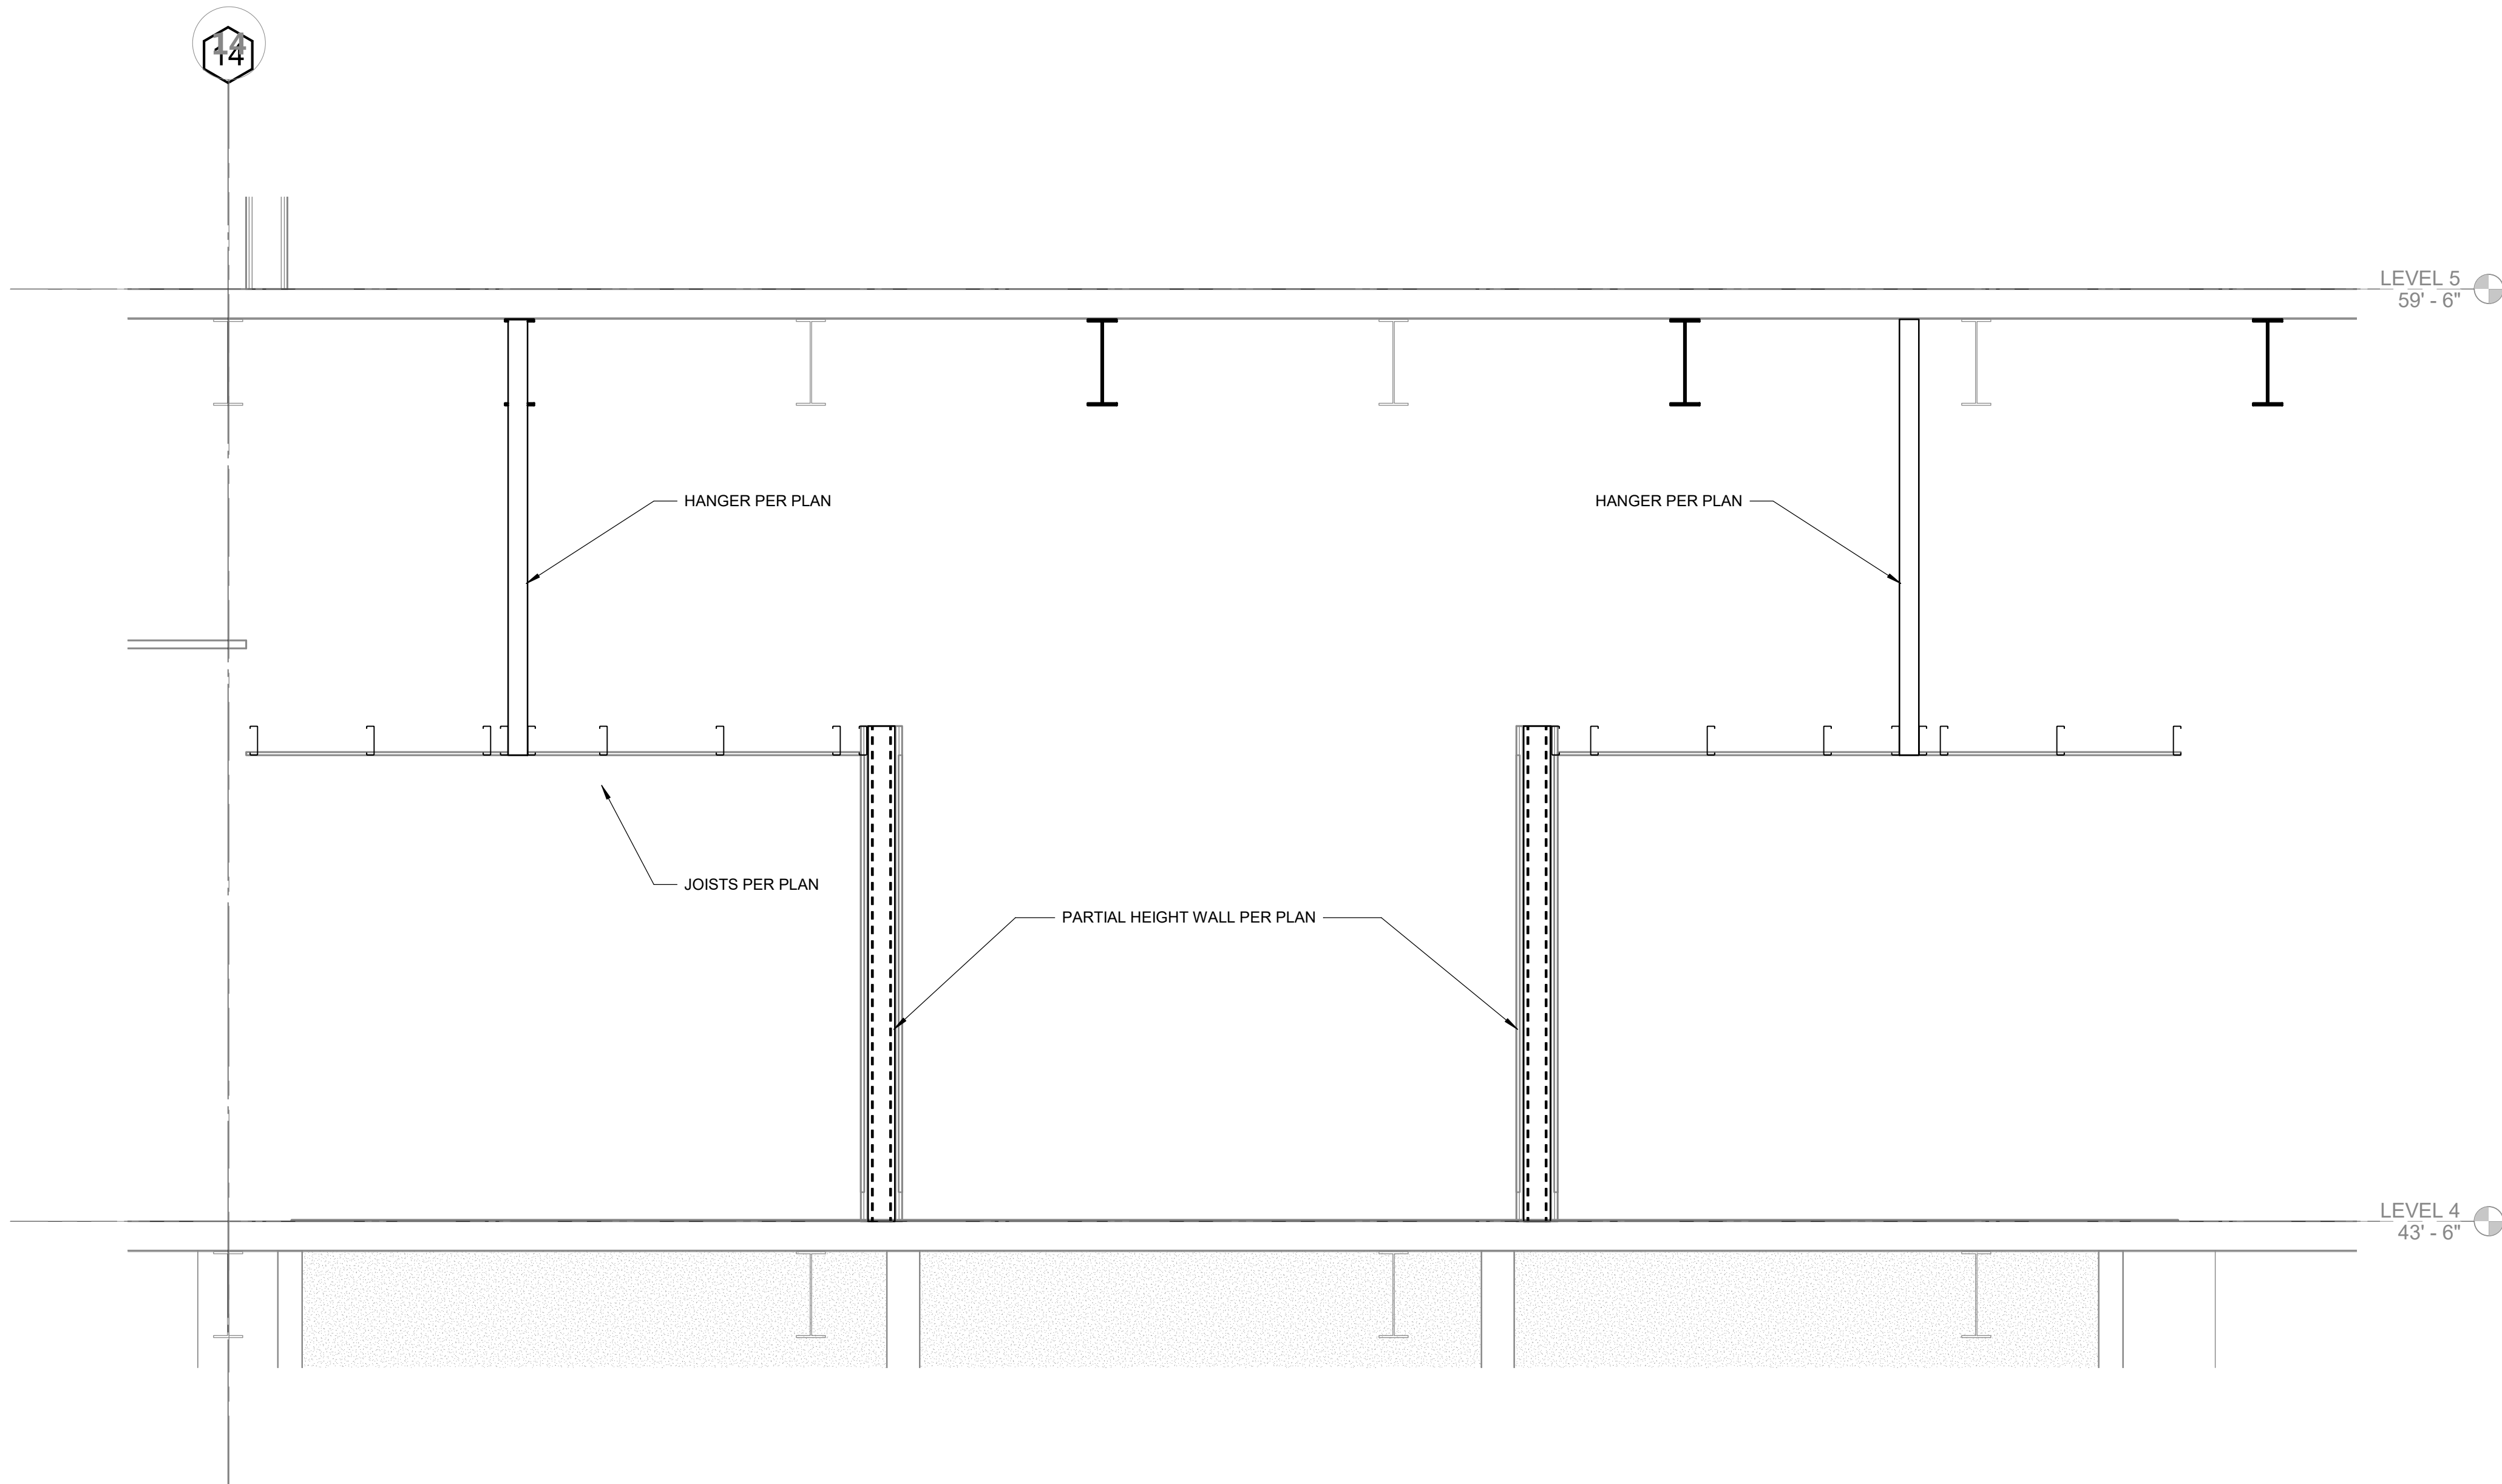 14
14
LEVEL 5
59' - 6"
HANGER PER PLAN
HANGER PER PLAN
JOISTS PER PLAN
PARTIAL HEIGHT WALL PER PLAN
LEVEL 4
43' - 6"